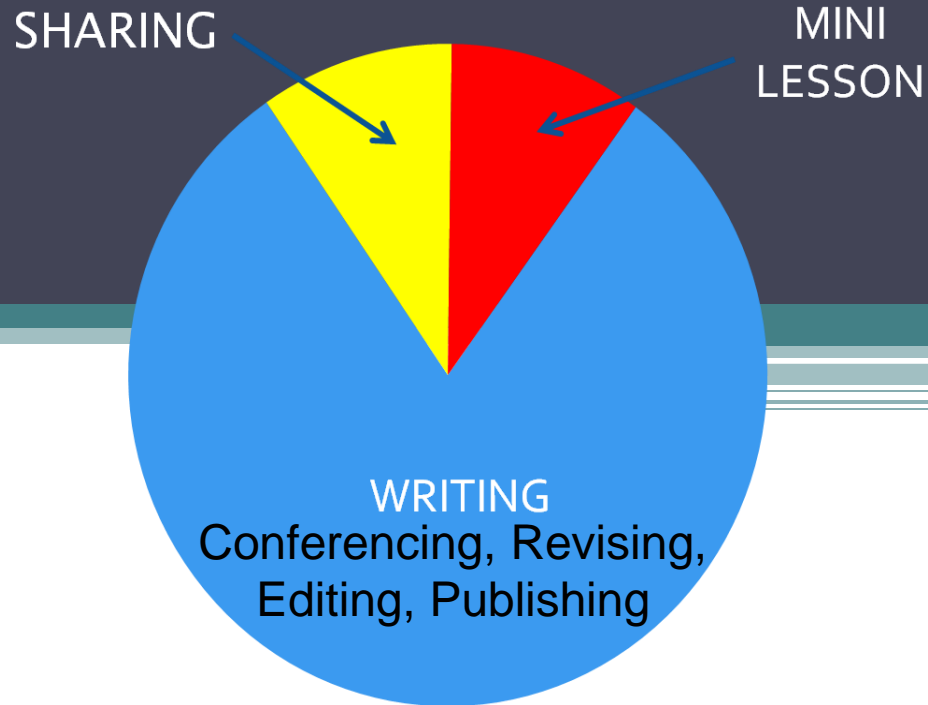 SHARING
MINI
LESSON
WRITING
Conferencing, Revising,
Editing, Publishing